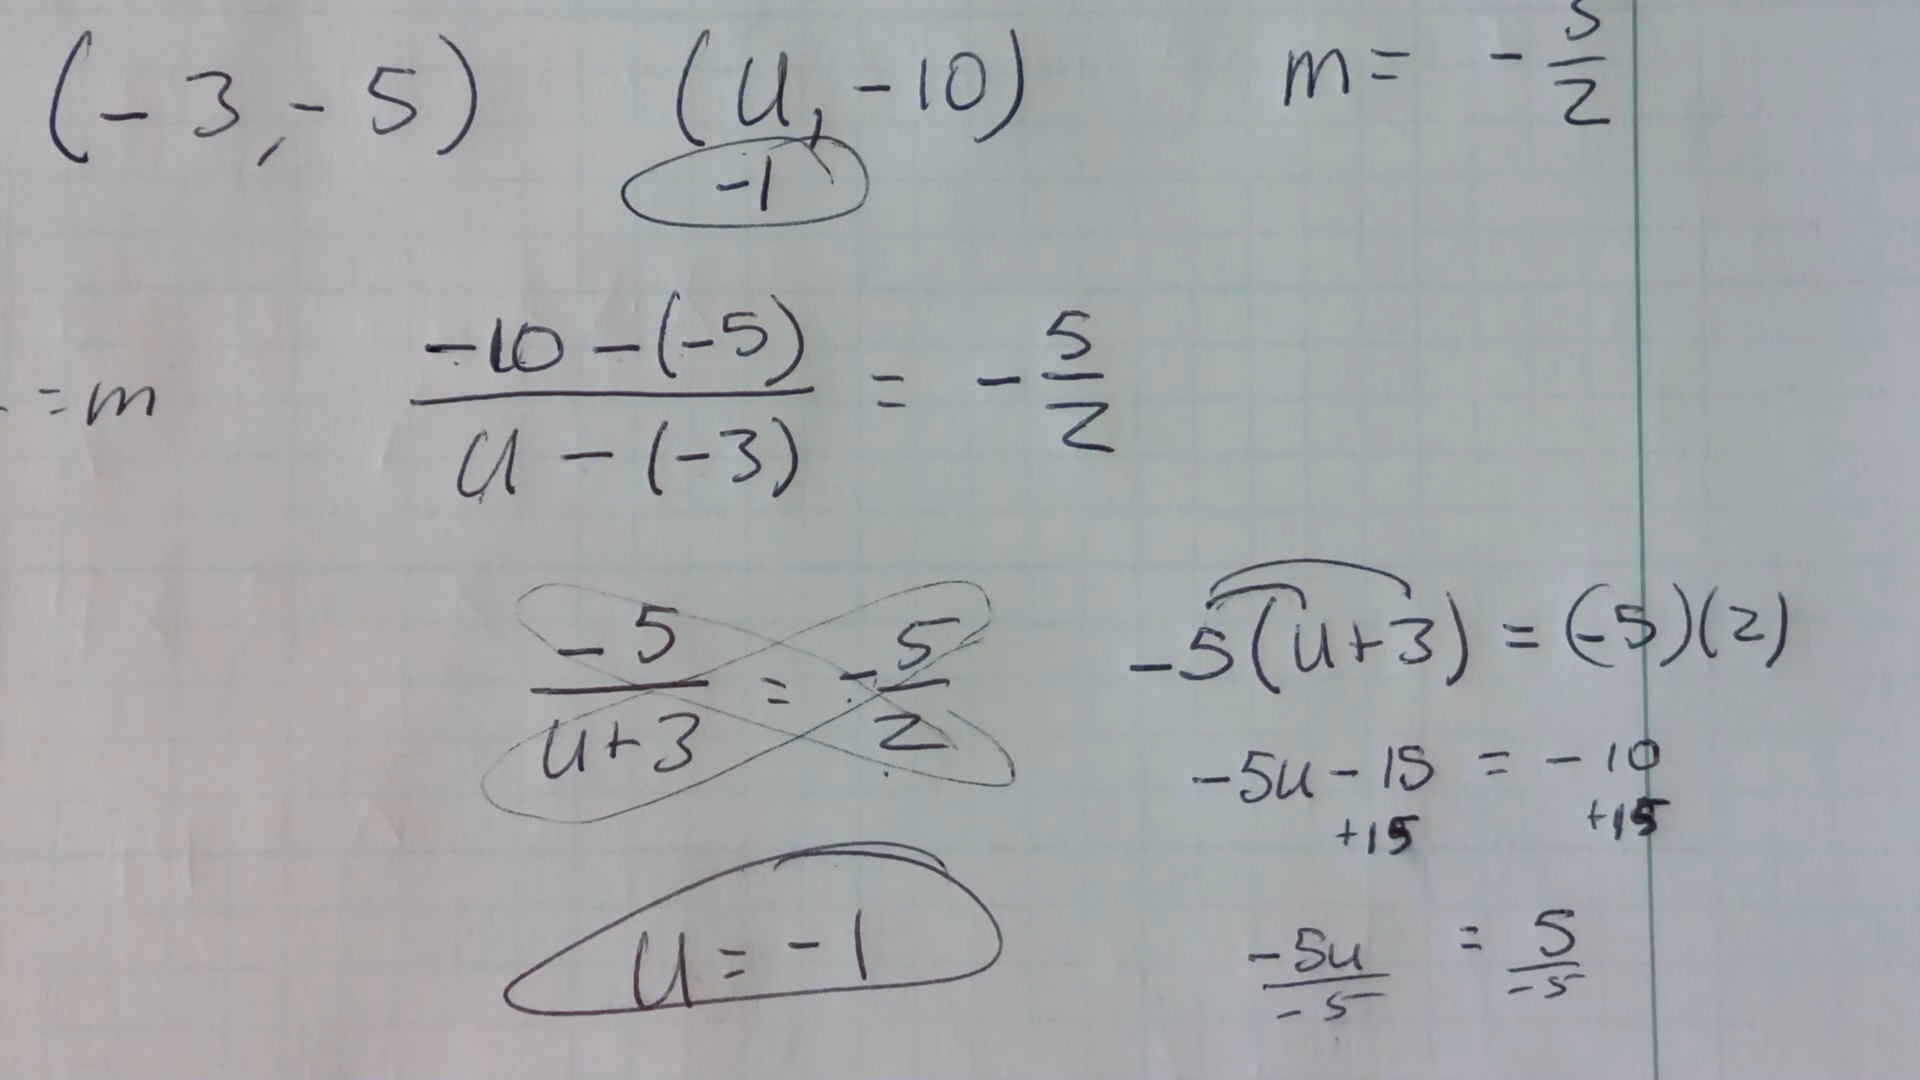 (-3,-5) (u,-10) m= -5/2
-1
=m -10-(-5)/u-(-3) = -5/2
-5/u+3 = -5/2
-5(u+3) = (-5)(2)
-5u-15 = -10
+15 +15
-5u/-5 = 5/-5
u=-1